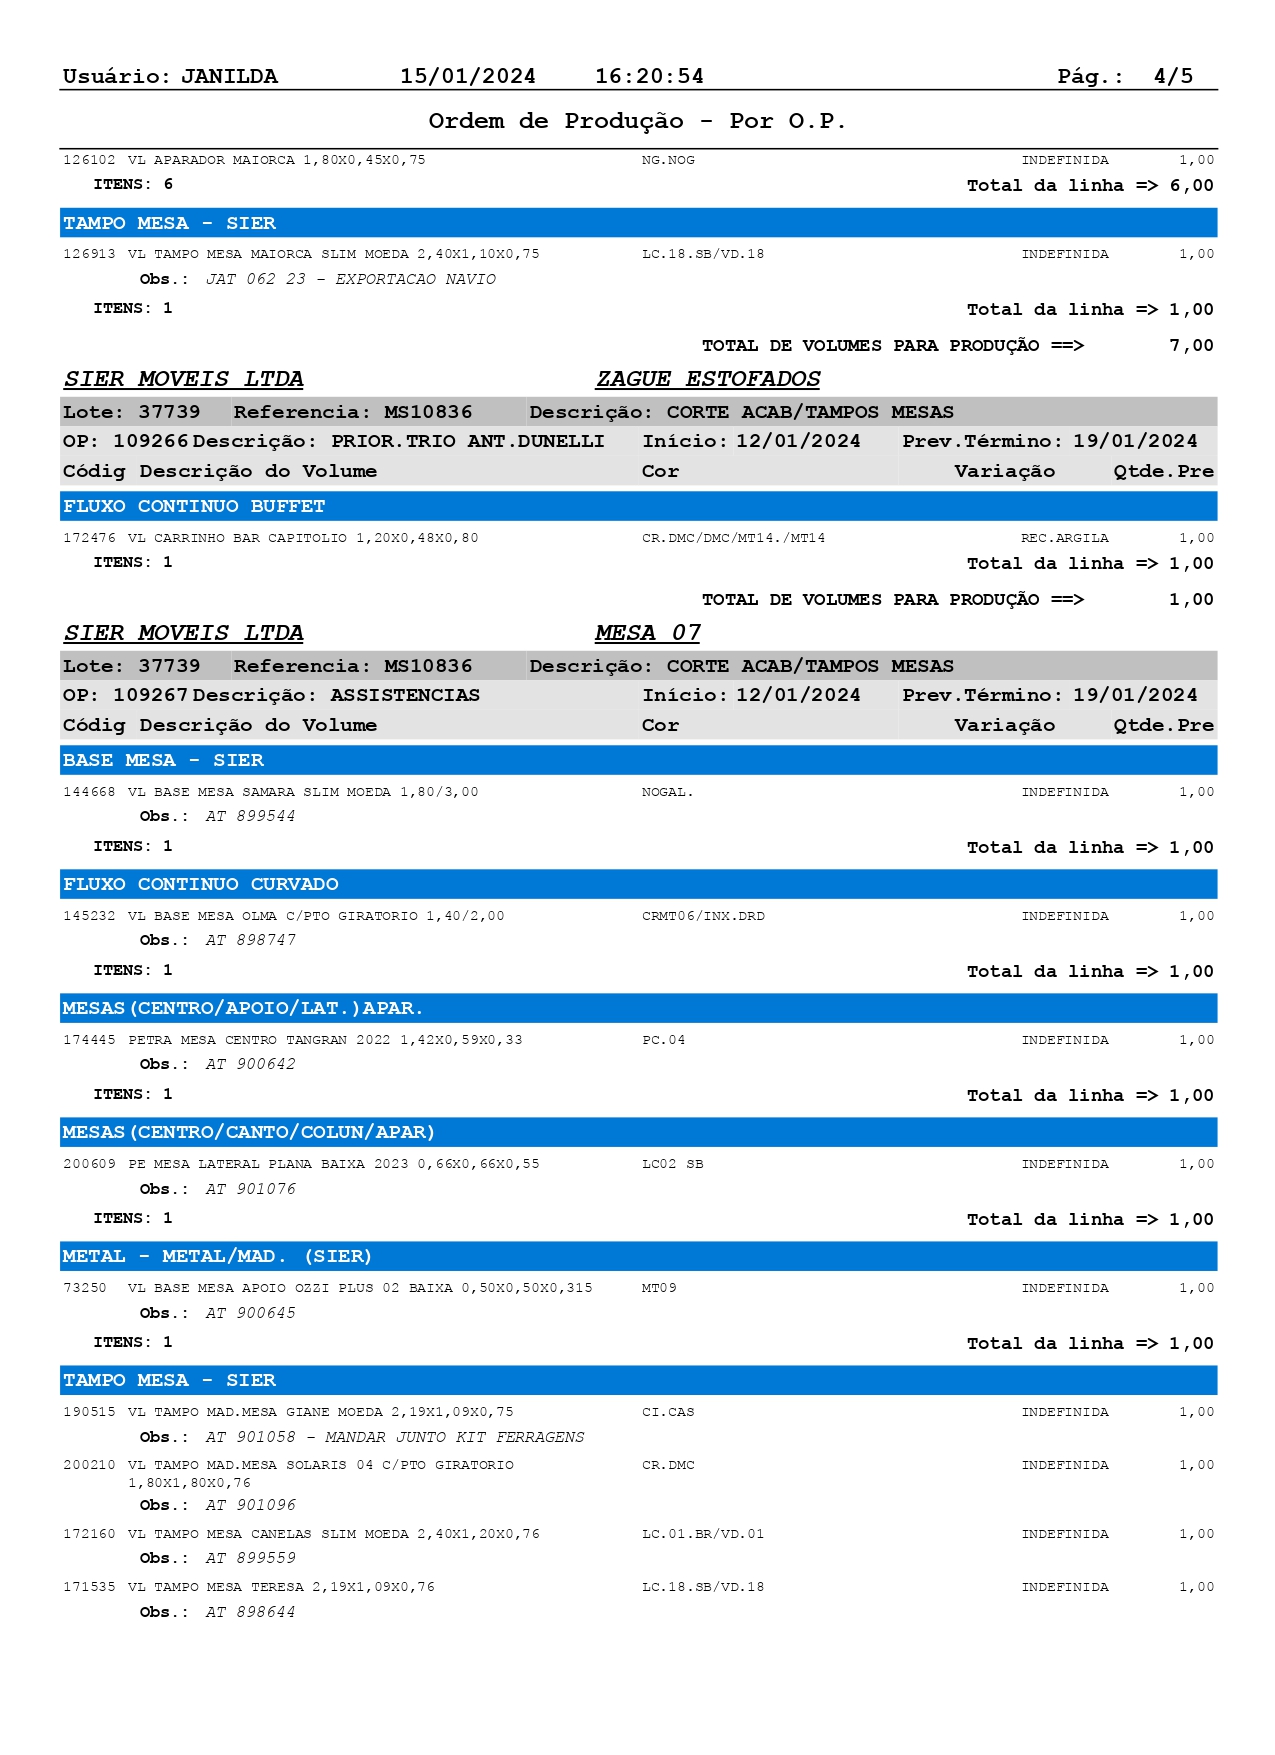 Usuário: JANILDA 15/01/2024 16:20:54 Pág.: 4/5
Ordem de Produção - Por O.P.
126102 VL APARADOR MAIORCA 1,80X0,45X0,75 NG.NOG INDEFINIDA 1,00
ITENS: 6 Total da linha => 6,00
TAMPO MESA - SIER
126913 VL TAMPO MESA MAIORCA SLIM MOEDA 2,40X1,10X0,75 LC.18.SB/VD.18 INDEFINIDA 1,00
Obs.: JAT 062 23 - EXPORTACAO NAVIO
ITENS: 1 Total da linha => 1,00
TOTAL DE VOLUMES PARA PRODUÇÃO ==> 7,00
SIER MOVEIS LTDA ZAGUE ESTOFADOS
Lote: 37739 Referencia: MS10836 Descrição: CORTE ACAB/TAMPOS MESAS
OP: 109266 Descrição: PRIOR.TRIO ANT.DUNELLI Início: 12/01/2024 Prev.Término: 19/01/2024
Códig Descrição do Volume Cor Variação Qtde.Pre
FLUXO CONTINUO BUFFET
172476 VL CARRINHO BAR CAPITOLIO 1,20X0,48X0,80 CR.DMC/DMC/MT14./MT14 REC.ARGILA 1,00
ITENS: 1 Total da linha => 1,00
TOTAL DE VOLUMES PARA PRODUÇÃO ==> 1,00
SIER MOVEIS LTDA MESA 07
Lote: 37739 Referencia: MS10836 Descrição: CORTE ACAB/TAMPOS MESAS
OP: 109267 Descrição: ASSISTENCIAS Início: 12/01/2024 Prev.Término: 19/01/2024
Códig Descrição do Volume Cor Variação Qtde.Pre
BASE MESA - SIER
144668 VL BASE MESA SAMARA SLIM MOEDA 1,80/3,00 NOGAL. INDEFINIDA 1,00
Obs.: AT 899544
ITENS: 1 Total da linha => 1,00
FLUXO CONTINUO CURVADO
145232 VL BASE MESA OLMA C/PTO GIRATORIO 1,40/2,00 CRMT06/INX.DRD INDEFINIDA 1,00
Obs.: AT 898747
ITENS: 1 Total da linha => 1,00
MESAS(CENTRO/APOIO/LAT.)APAR.
174445 PETRA MESA CENTRO TANGRAN 2022 1,42X0,59X0,33 PC.04 INDEFINIDA 1,00
Obs.: AT 900642
ITENS: 1 Total da linha => 1,00
MESAS(CENTRO/CANTO/COLUN/APAR)
200609 PE MESA LATERAL PLANA BAIXA 2023 0,66X0,66X0,55 LC02 SB INDEFINIDA 1,00
Obs.: AT 901076
ITENS: 1 Total da linha => 1,00
METAL - METAL/MAD. (SIER)
73250 VL BASE MESA APOIO OZZI PLUS 02 BAIXA 0,50X0,50X0,315 MT09 INDEFINIDA 1,00
Obs.: AT 900645
ITENS: 1 Total da linha => 1,00
TAMPO MESA - SIER
190515 VL TAMPO MAD.MESA GIANE MOEDA 2,19X1,09X0,75 CI.CAS INDEFINIDA 1,00
Obs.: AT 901058 - MANDAR JUNTO KIT FERRAGENS
200210 VL TAMPO MAD.MESA SOLARIS 04 C/PTO GIRATORIO CR.DMC INDEFINIDA 1,00
1,80X1,80X0,76
Obs.: AT 901096
172160 VL TAMPO MESA CANELAS SLIM MOEDA 2,40X1,20X0,76 LC.01.BR/VD.01 INDEFINIDA 1,00
Obs.: AT 899559
171535 VL TAMPO MESA TERESA 2,19X1,09X0,76 LC.18.SB/VD.18 INDEFINIDA 1,00
Obs.: AT 898644